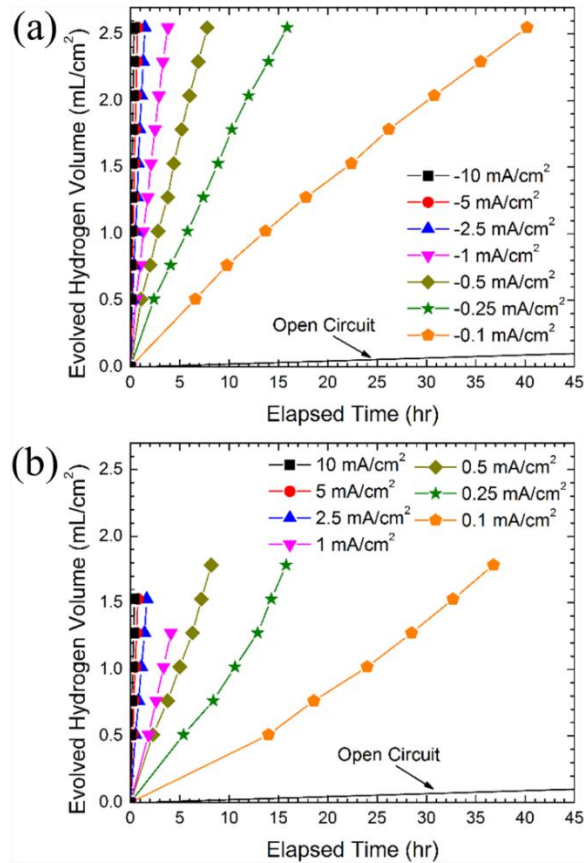 (a)
Evolved Hydrogen Volume (mL/cm²)
2.5
2.0
1.5
1.0
0.5
0.0
-10 mA/cm²
-5 mA/cm²
-2.5 mA/cm²
-1 mA/cm²
-0.5 mA/cm²
-0.25 mA/cm²
-0.1 mA/cm²
Open Circuit
0 5 10 15 20 25 30 35 40 45
Elapsed Time (hr)
(b)
Evolved Hydrogen Volume (mL/cm²)
2.5
2.0
1.5
1.0
0.5
0.0
10 mA/cm²
5 mA/cm²
2.5 mA/cm²
1 mA/cm²
0.5 mA/cm²
0.25 mA/cm²
0.1 mA/cm²
Open Circuit
0 5 10 15 20 25 30 35 40 45
Elapsed Time (hr)